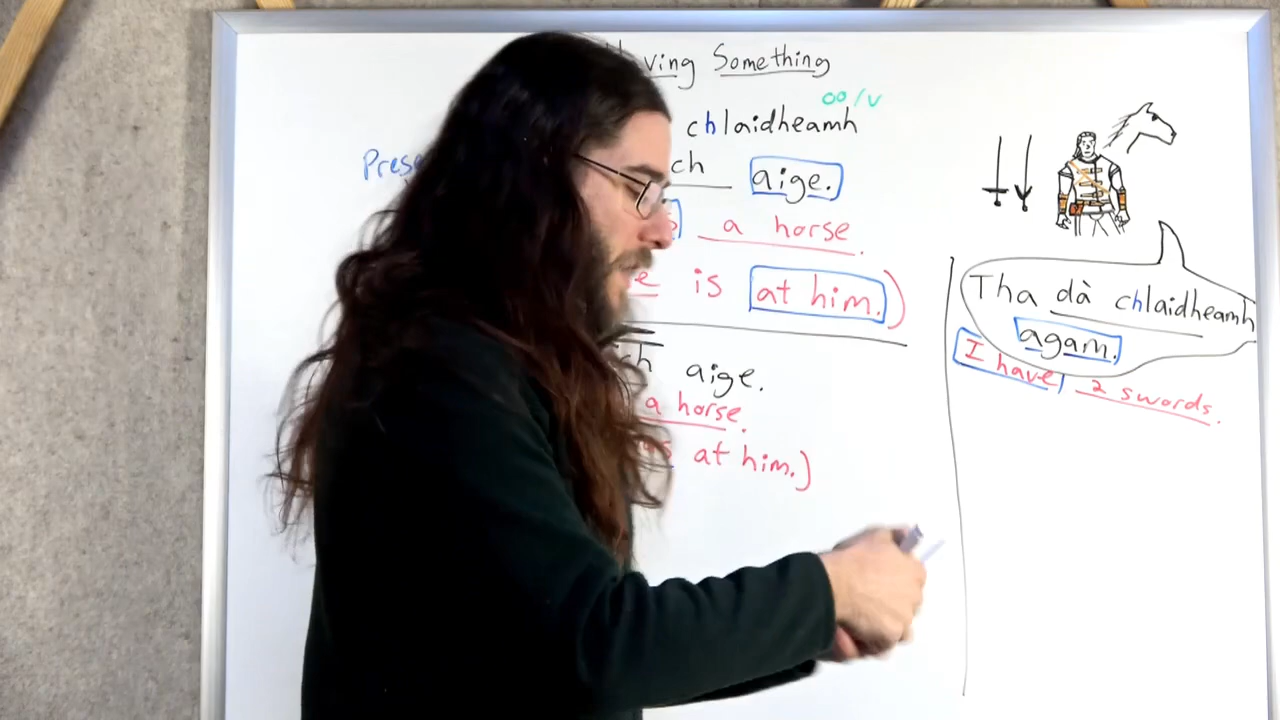 ving Something
oo/v
chlaidheamh
Prese
ch aige.
a horse
is at him.)
ch aige.
a horse.
at him.)
Tha dà chlaidheamh
agam.
I have 2 swords.